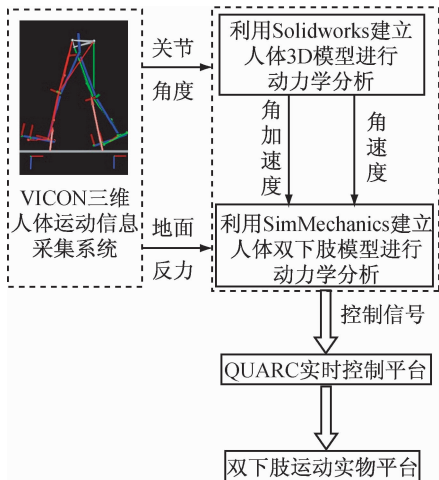 VICON三维
人体运动信息
采集系统
关节
角度
地面
反力
利用Solidworks建立
人体3D模型进行
动力学分析
角加速度
角速度
利用SimMechanics建立
人体双下肢模型进行
动力学分析
控制信号
QUARC实时控制平台
双下肢运动实物平台